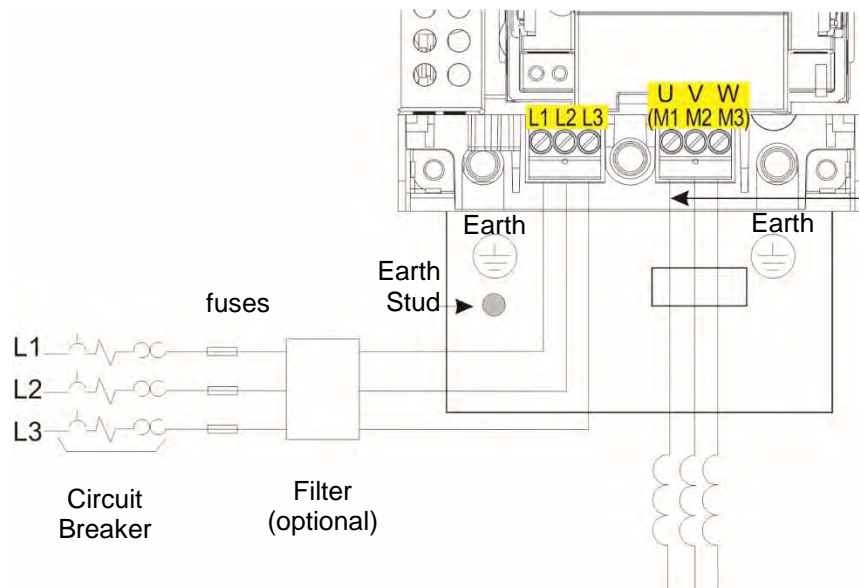 U V W
L1 L2 L3
(M1 M2 M3)
Earth
Earth
Earth
Stud
fuses
L1
L2
L3
Circuit
Breaker
Filter
(optional)